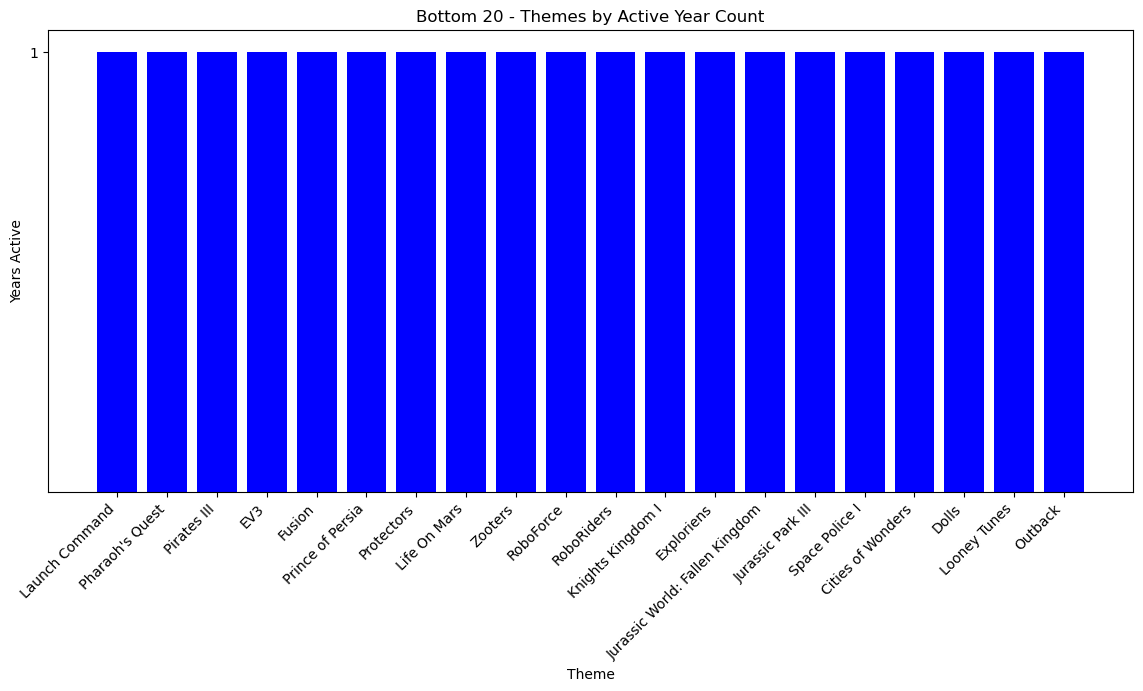 Bottom 20 - Themes by Active Year Count
1
Years Active
Launch Command
Pharaoh's Quest
Pirates III
EV3
Fusion
Prince of Persia
Protectors
Life On Mars
Zooters
RoboForce
RoboRiders
Knights Kingdom I
Exploriens
Jurassic World: Fallen Kingdom
Jurassic Park III
Space Police I
Cities of Wonders
Dolls
Looney Tunes
Outback
Theme